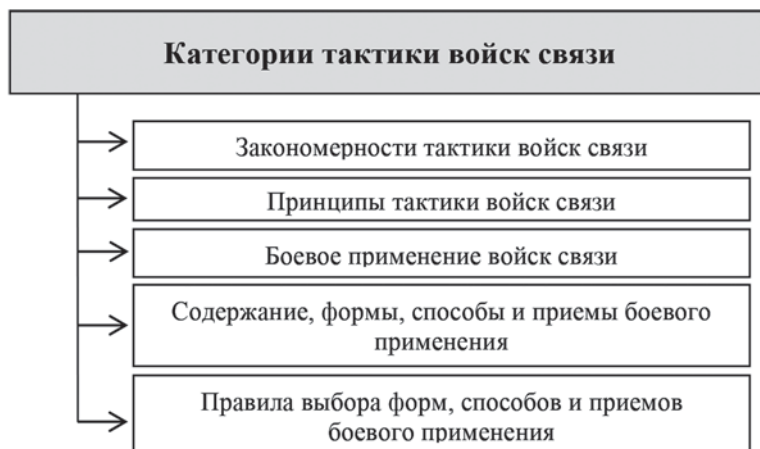 Категории тактики войск связи
Закономерности тактики войск связи
Принципы тактики войск связи
Боевое применение войск связи
Содержание, формы, способы и приемы боевого
применения
Правила выбора форм, способов и приемов
боевого применения